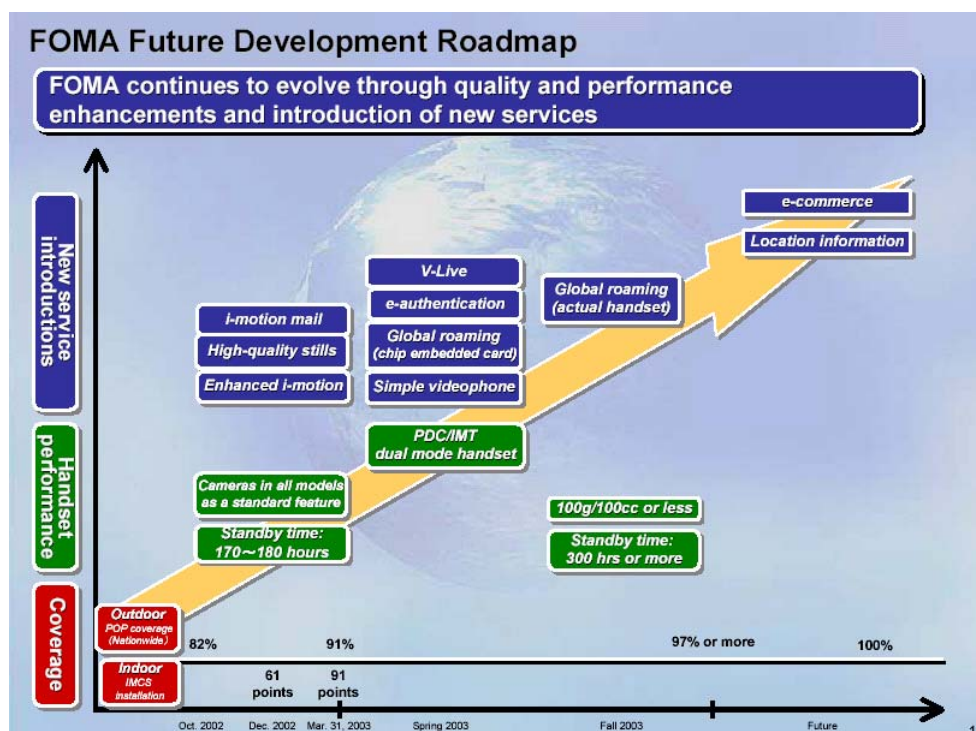 FOMA Future Development Roadmap
FOMA continues to evolve through quality and performance
enhancements and introduction of new services
New service
introductions
e-commerce
Location information
V-Live
e-authentication
Global roaming
(chip embedded card)
Simple videophone
Global roaming
(actual handset)
i-motion mail
High-quality stills
Enhanced i-motion
Handset
performance
PDC/IMT
dual mode handset
Cameras in all models
as a standard feature
Standby time:
170～180 hours
100g/100cc or less
Standby time:
300 hrs or more
Coverage
Outdoor
POP coverage
(Nationwide)
82%
91%
97% or more
100%
Indoor
IMCS
installation
61
points
91
points
Oct. 2002
Dec. 2002
Mar. 31, 2003
Spring 2003
Fall 2003
Future